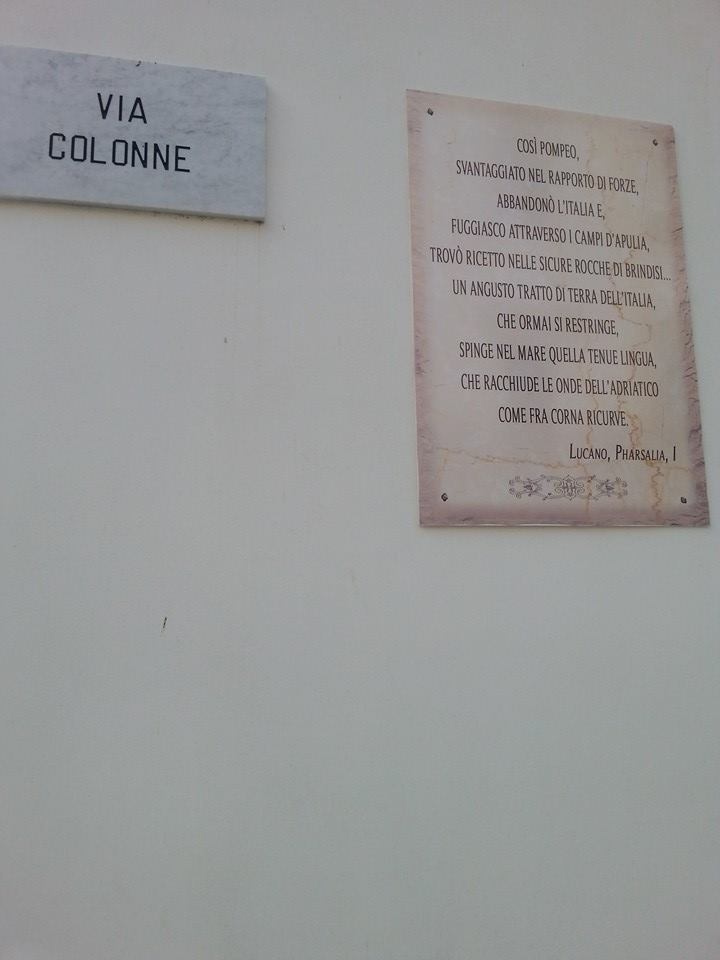 VIA
COLONNE
COSÌ POMPEO,
SVANTAGGIATO NEL RAPPORTO DI FORZE,
ABBANDONÒ L'ITALIA E,
FUGGIASCO ATTRAVERSO I CAMPI D'APULIA,
TROVÒ RICETTO NELLE SICURE ROCCHE DI BRINDISI...
UN ANGUSTO TRATTO DI TERRA DELL'ITALIA,
CHE ORMAI SI RESTRINGE,
SPINGE NEL MARE QUELLA TENUE LINGUA,
CHE RACCHIUDE LE ONDE DELL'ADRIATICO
COME FRA CORNA RICURVE.
LUCANO, PHARSALIA, I